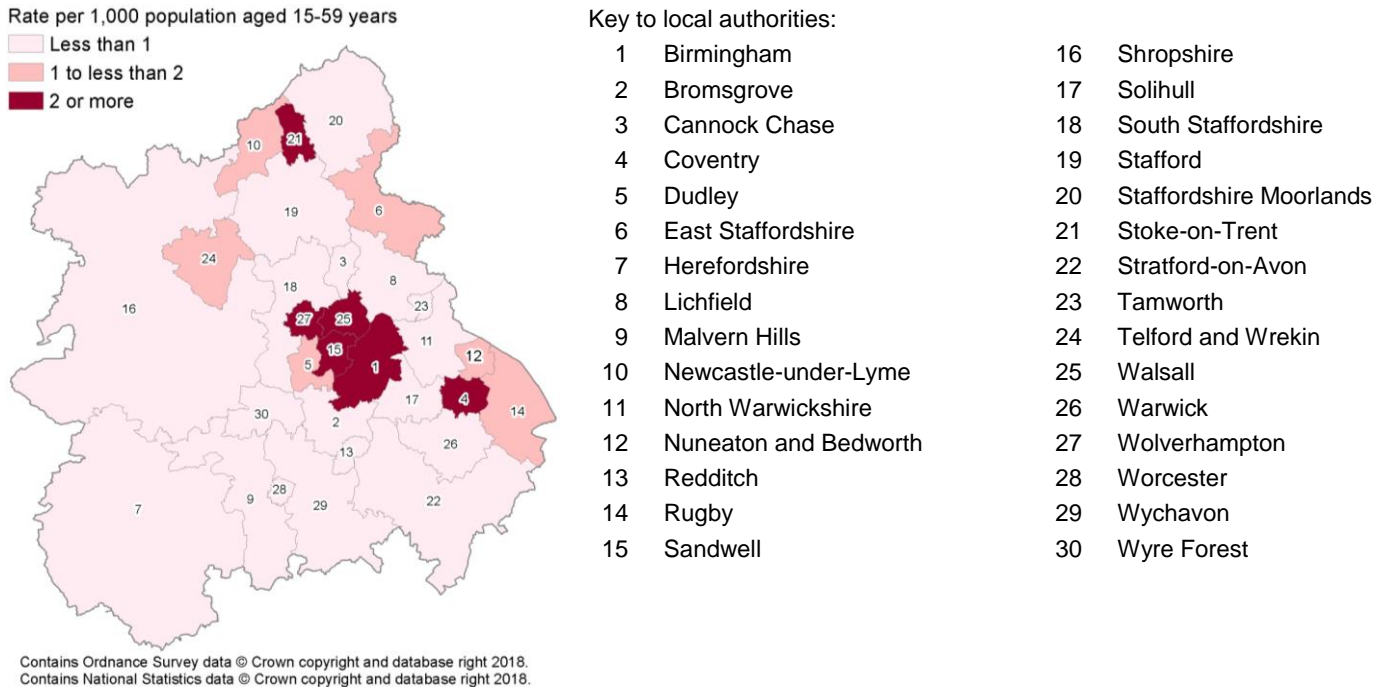 Rate per 1,000 population aged 15-59 years
Less than 1
1 to less than 2
2 or more
20
21
10
6
19
24
3
8
18
23
16
27
25
11
15
12
5
1
4
17
14
30
2
26
13
28
9
29
22
7
Contains Ordnance Survey data © Crown copyright and database right 2018.
Contains National Statistics data © Crown copyright and database right 2018.
Key to local authorities:
1 Birmingham
2 Bromsgrove
3 Cannock Chase
4 Coventry
5 Dudley
6 East Staffordshire
7 Herefordshire
8 Lichfield
9 Malvern Hills
10 Newcastle-under-Lyme
11 North Warwickshire
12 Nuneaton and Bedworth
13 Redditch
14 Rugby
15 Sandwell
16 Shropshire
17 Solihull
18 South Staffordshire
19 Stafford
20 Staffordshire Moorlands
21 Stoke-on-Trent
22 Stratford-on-Avon
23 Tamworth
24 Telford and Wrekin
25 Walsall
26 Warwick
27 Wolverhampton
28 Worcester
29 Wychavon
30 Wyre Forest